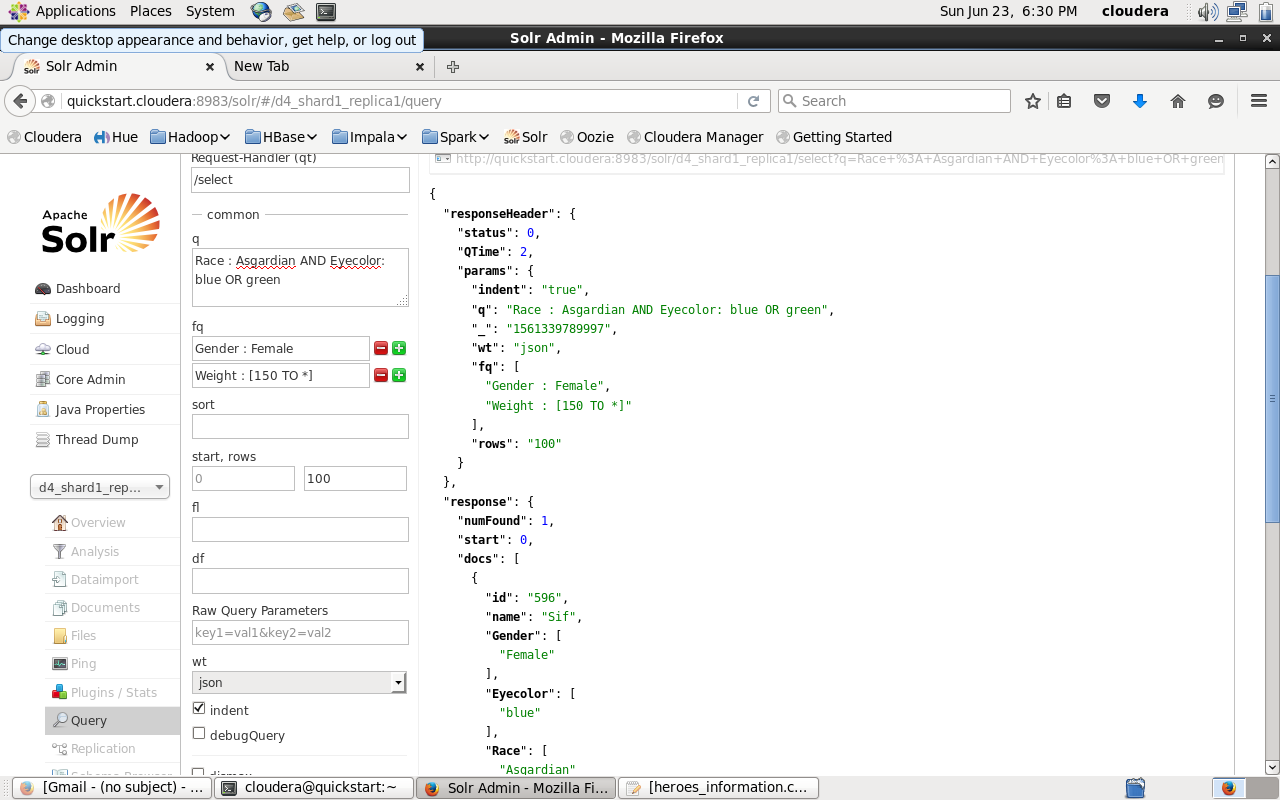 Applications Places System Sun Jun 23, 6:30 PM cloudera
Change desktop appearance and behavior, get help, or log out
Solr Admin - Mozilla Firefox
Solr Admin
New Tab
quickstart.cloudera:8983/solr/#/d4_shard1_replica1/query
Search
Cloudera Hue Hadoop HBase Impala Spark Solr Oozie Cloudera Manager Getting Started
Apache
Solr
Dashboard
Logging
Cloud
Core Admin
Java Properties
Thread Dump
d4_shard1_rep...
Overview
Analysis
Dataimport
Documents
Files
Ping
Plugins / Stats
Query
Replication
Schema Browser
Request-Handler (qt)
/select
common
q
Race : Asgardian AND Eyecolor:
blue OR green
fq
Gender : Female
Weight : [150 TO *]
sort
start, rows
0
100
fl
df
Raw Query Parameters
key1=val1&key2=val2
wt
json
indent
debugQuery
dismax
http://quickstart.cloudera:8983/solr/d4_shard1_replica1/select?q=Race+%3A+Asgardian+AND+Eyecolor%3A+blue+OR+green
{
"responseHeader": {
"status": 0,
"QTime": 2,
"params": {
"indent": "true",
"q": "Race : Asgardian AND Eyecolor: blue OR green",
"_": "1561339789997",
"wt": "json",
"fq": [
"Gender : Female",
"Weight : [150 TO *]"
],
"rows": "100"
}
},
"response": {
"numFound": 1,
"start": 0,
"docs": [
{
"id": "596",
"name": "Sif",
"Gender": [
"Female"
],
"Eyecolor": [
"blue"
],
"Race": [
"Asgardian"
[Gmail - (no subject) - ...
cloudera@quickstart:~
Solr Admin - Mozilla Fi...
[heroes_information.c...